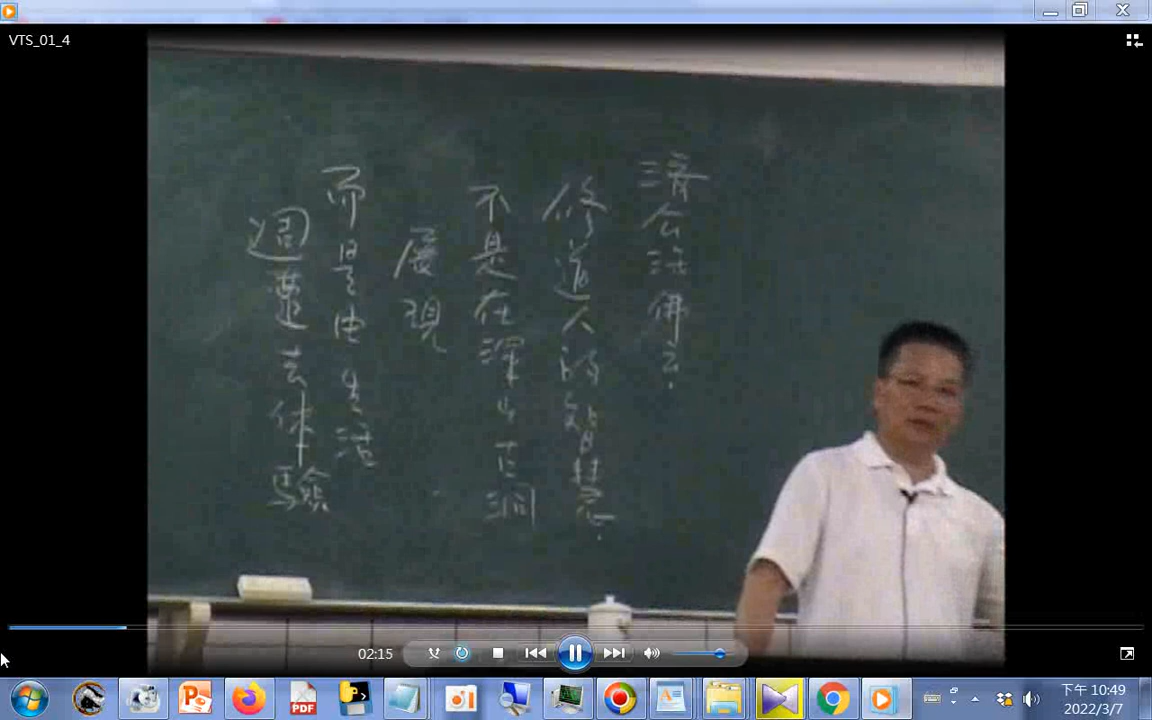 VTS_01_4
濟公活佛云:
修道人的智慧.
不是在深山古洞
展現
而是由生活
週遭去体驗
02:15
PDF
下午 10:49
2022/3/7